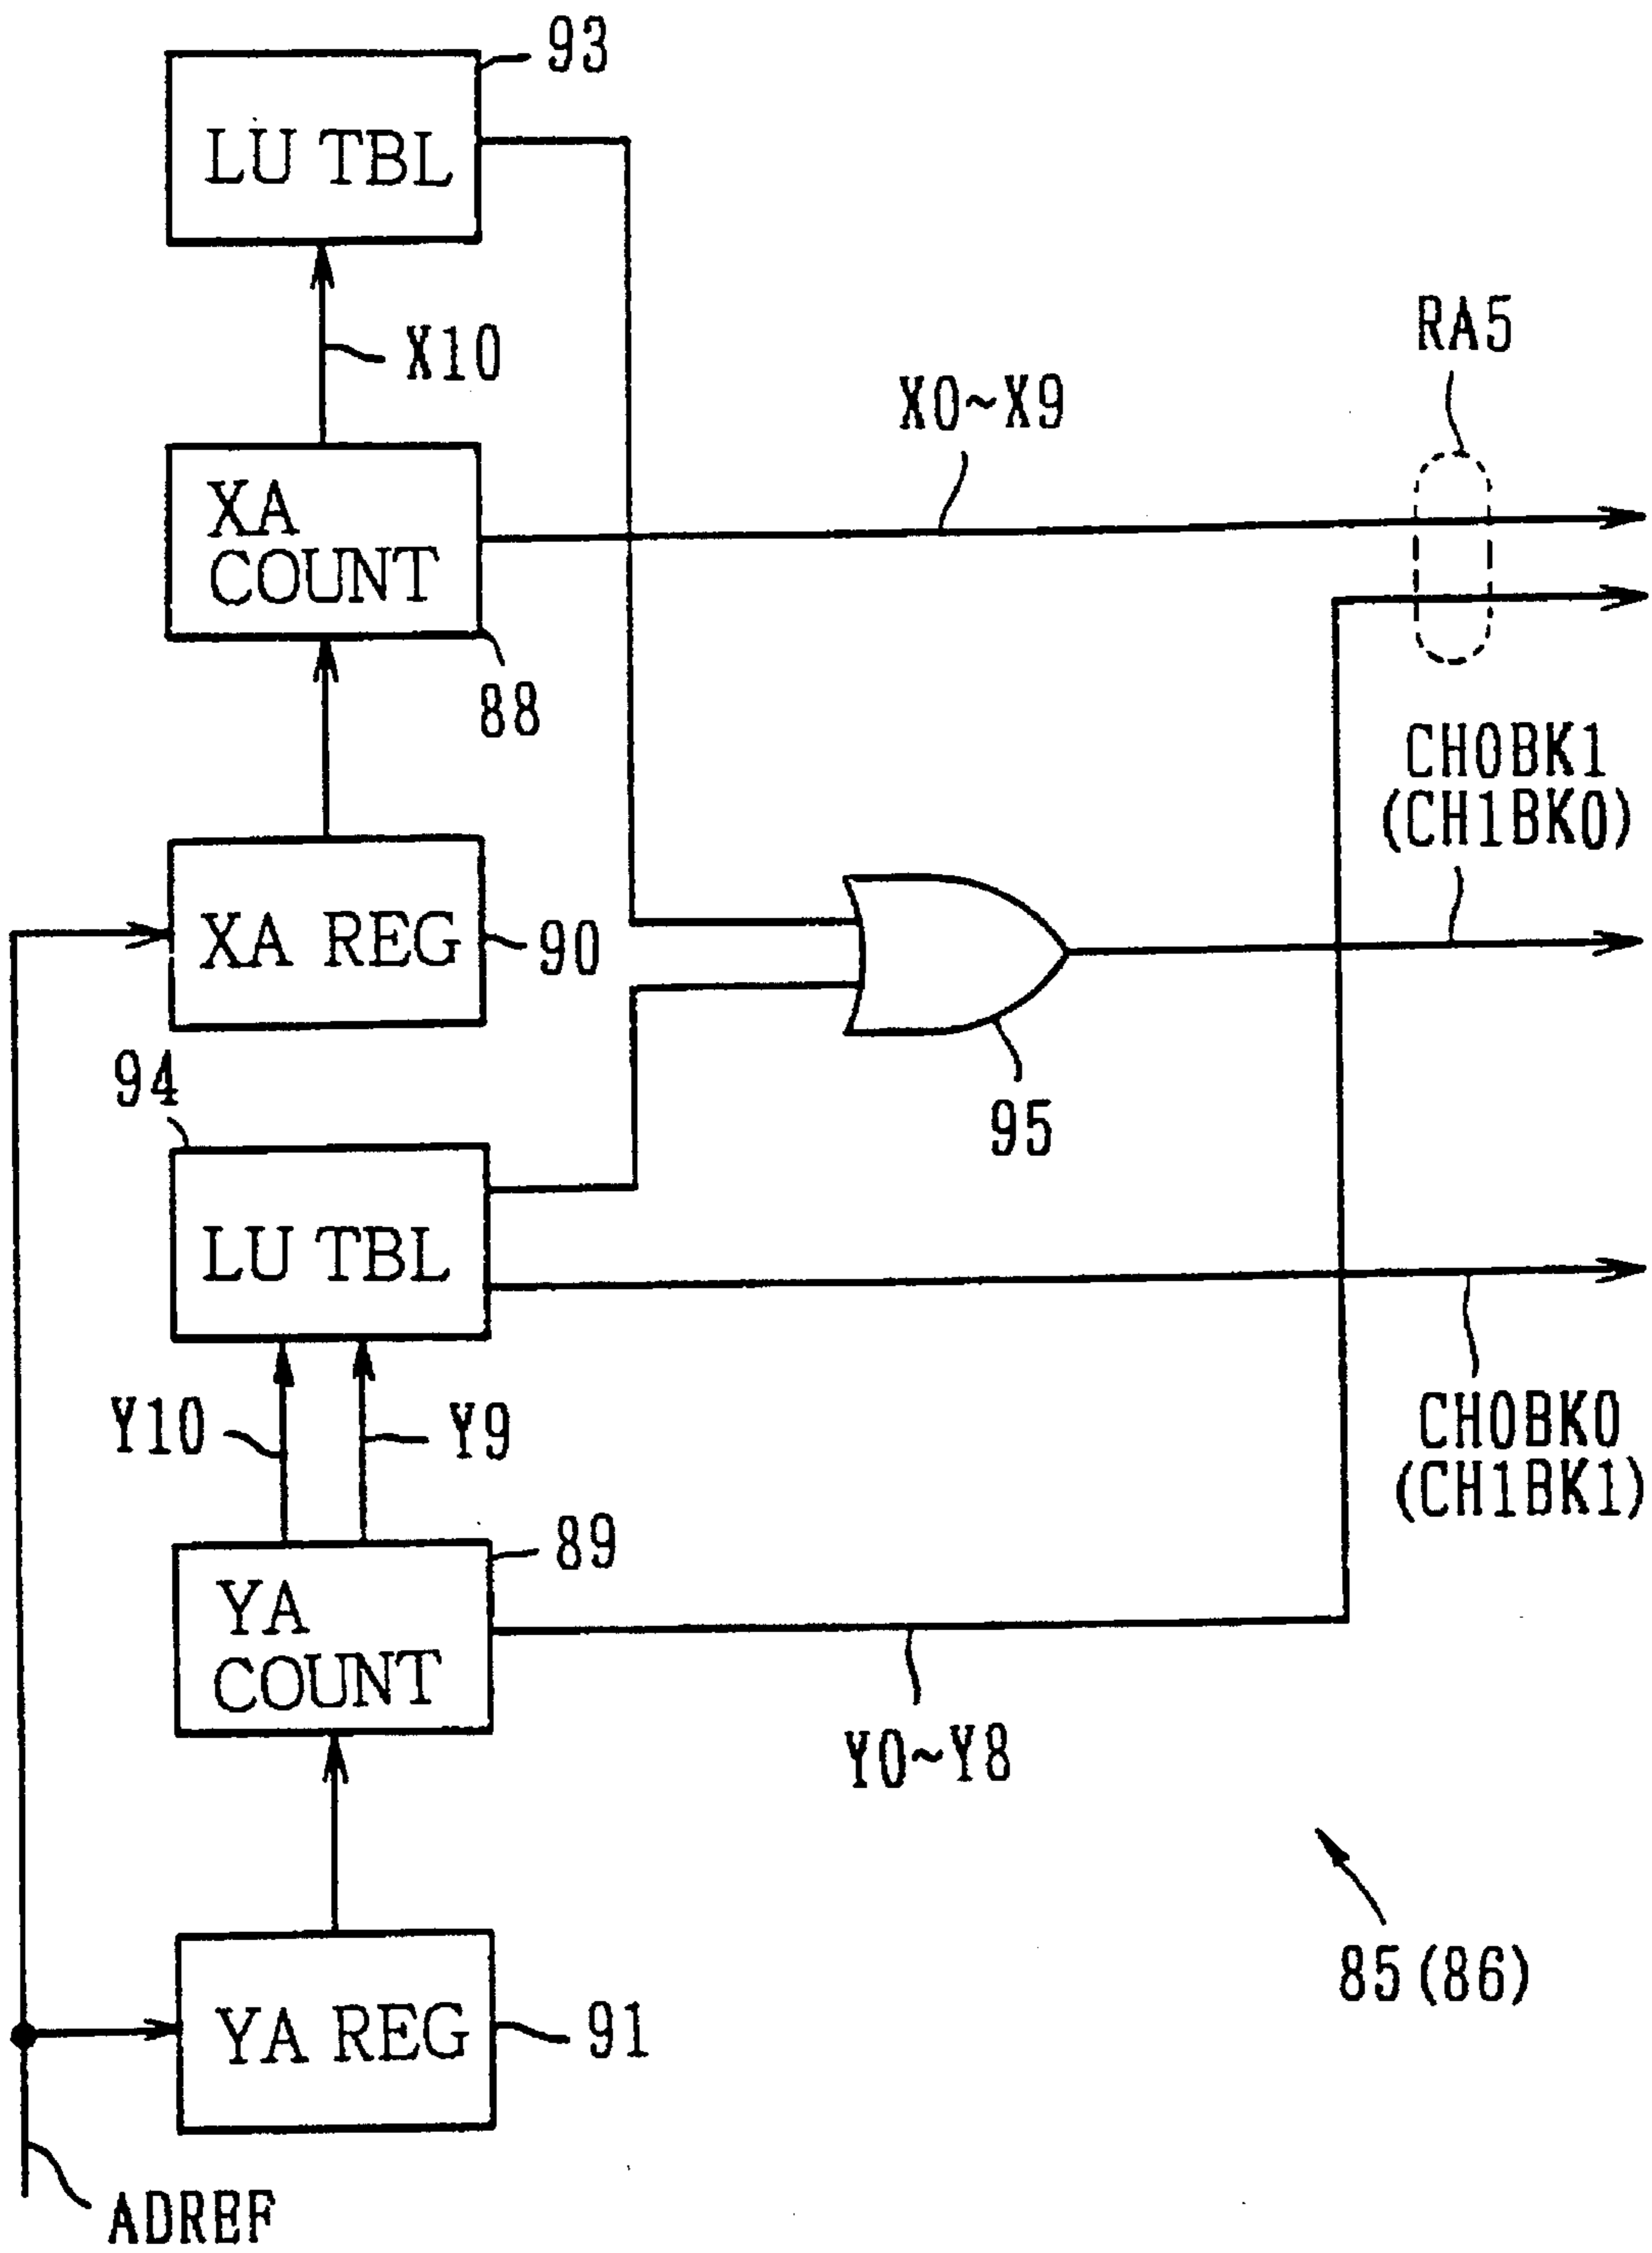 93
LU TBL
X10
RA5
X0~X9
XA
COUNT
88
CH0BK1
(CH1BK0)
XA REG
90
94
95
LU TBL
Y10
Y9
CH0BK0
(CH1BK1)
89
YA
COUNT
Y0~Y8
85(86)
YA REG
91
ADREF